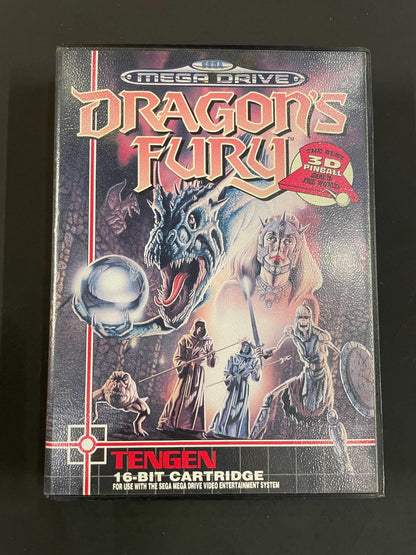 SEGA
MEGA DRIVE
DRAGON'S
FURY
THE BEST
3D
PINBALL
THE WORLD
TENGEN
16-BIT CARTRIDGE
FOR USE WITH THE SEGA MEGA DRIVE VIDEO ENTERTAINMENT SYSTEM